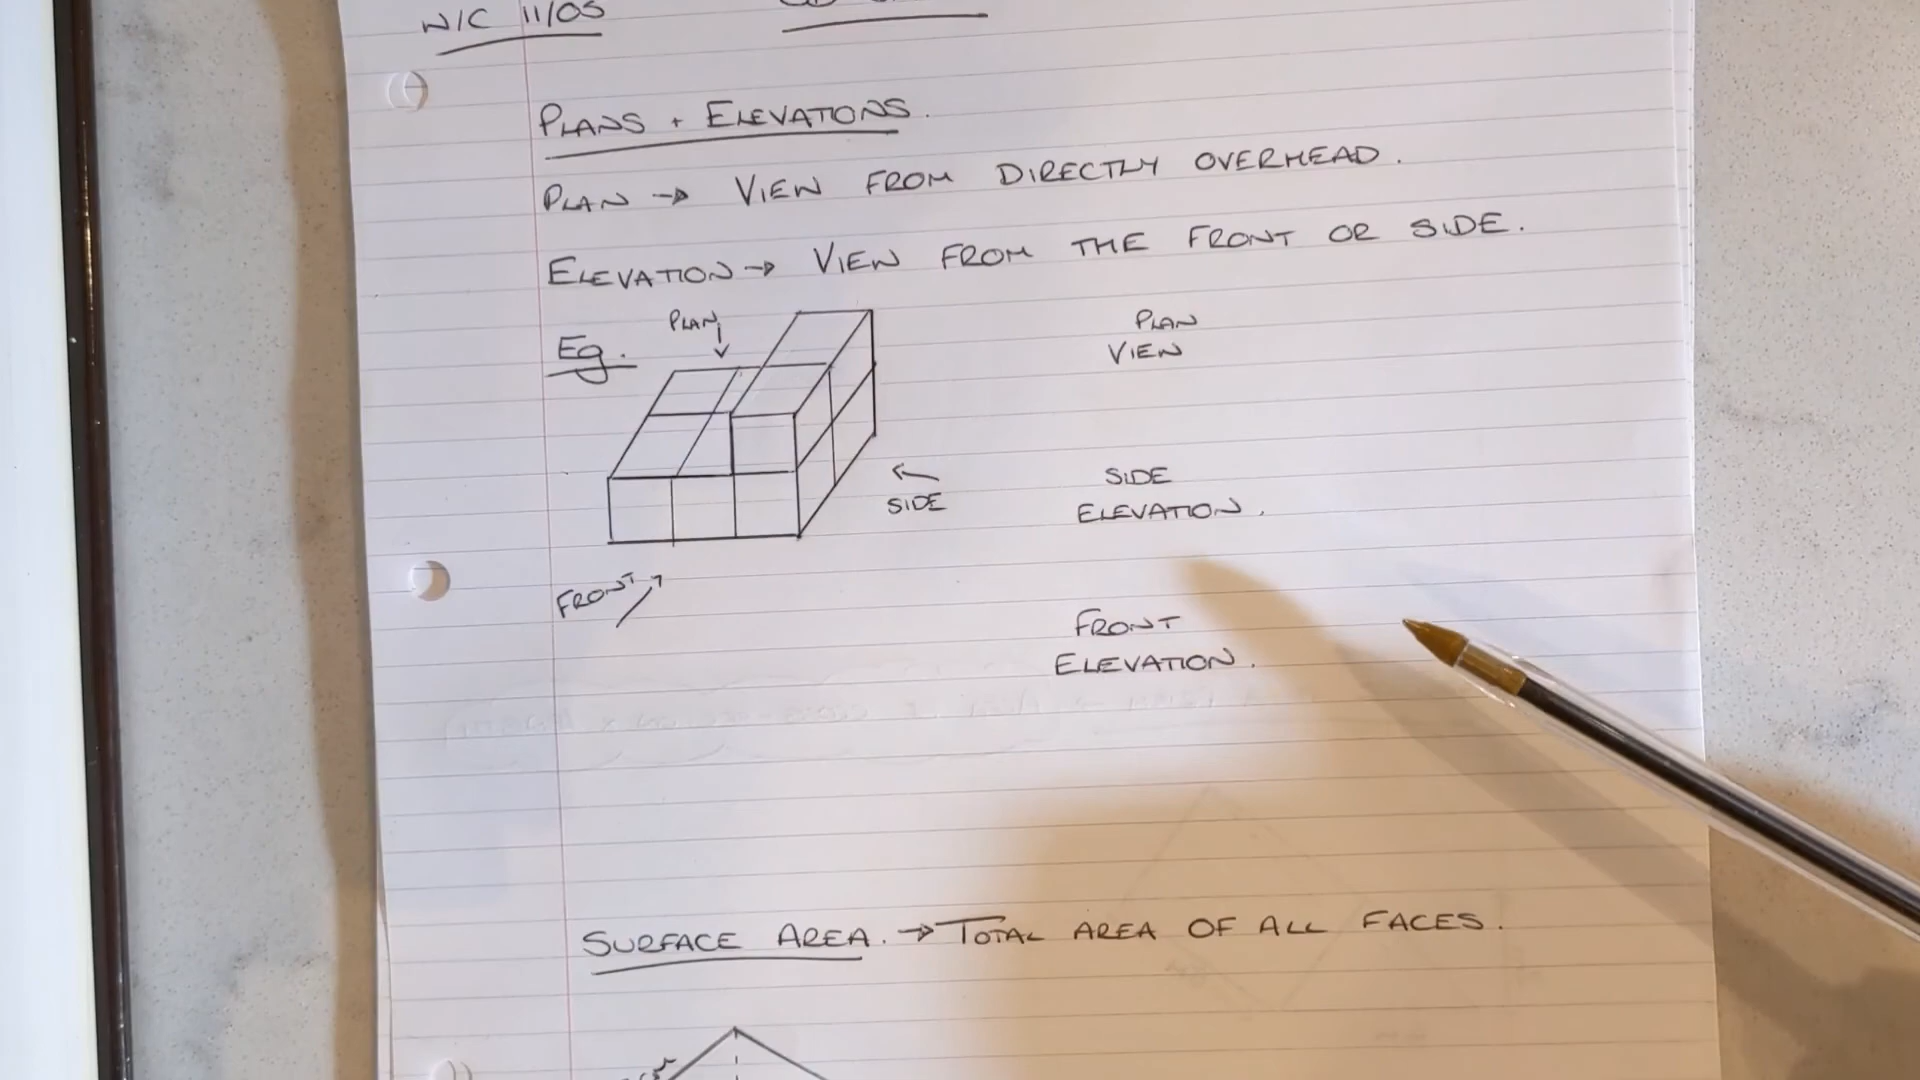 W/C 11/05
PLANS + ELEVATIONS.
PLAN → VIEW FROM DIRECTLY OVERHEAD.
ELEVATION → VIEW FROM THE FRONT OR SIDE.
Eg.
PLAN
PLAN
VIEW
SIDE
SIDE
ELEVATION.
FRONT
FRONT
ELEVATION.
SURFACE AREA. → TOTAL AREA OF ALL FACES.